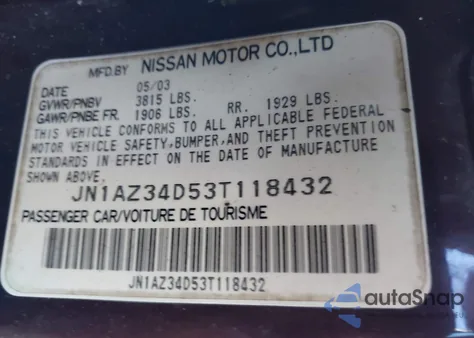 MFD.BY NISSAN MOTOR CO.,LTD
DATE 05/03
GVWR/PNBV 3815 LBS.
GAWR/PNBE FR. 1906 LBS. RR. 1929 LBS.
THIS VEHICLE CONFORMS TO ALL APPLICABLE FEDERAL
MOTOR VEHICLE SAFETY,BUMPER,AND THEFT PREVENTION
STANDARDS IN EFFECT ON THE DATE OF MANUFACTURE
SHOWN ABOVE.
JN1AZ34D53T118432
PASSENGER CAR/VOITURE DE TOURISME
JN1AZ34D53T118432
autaSnap